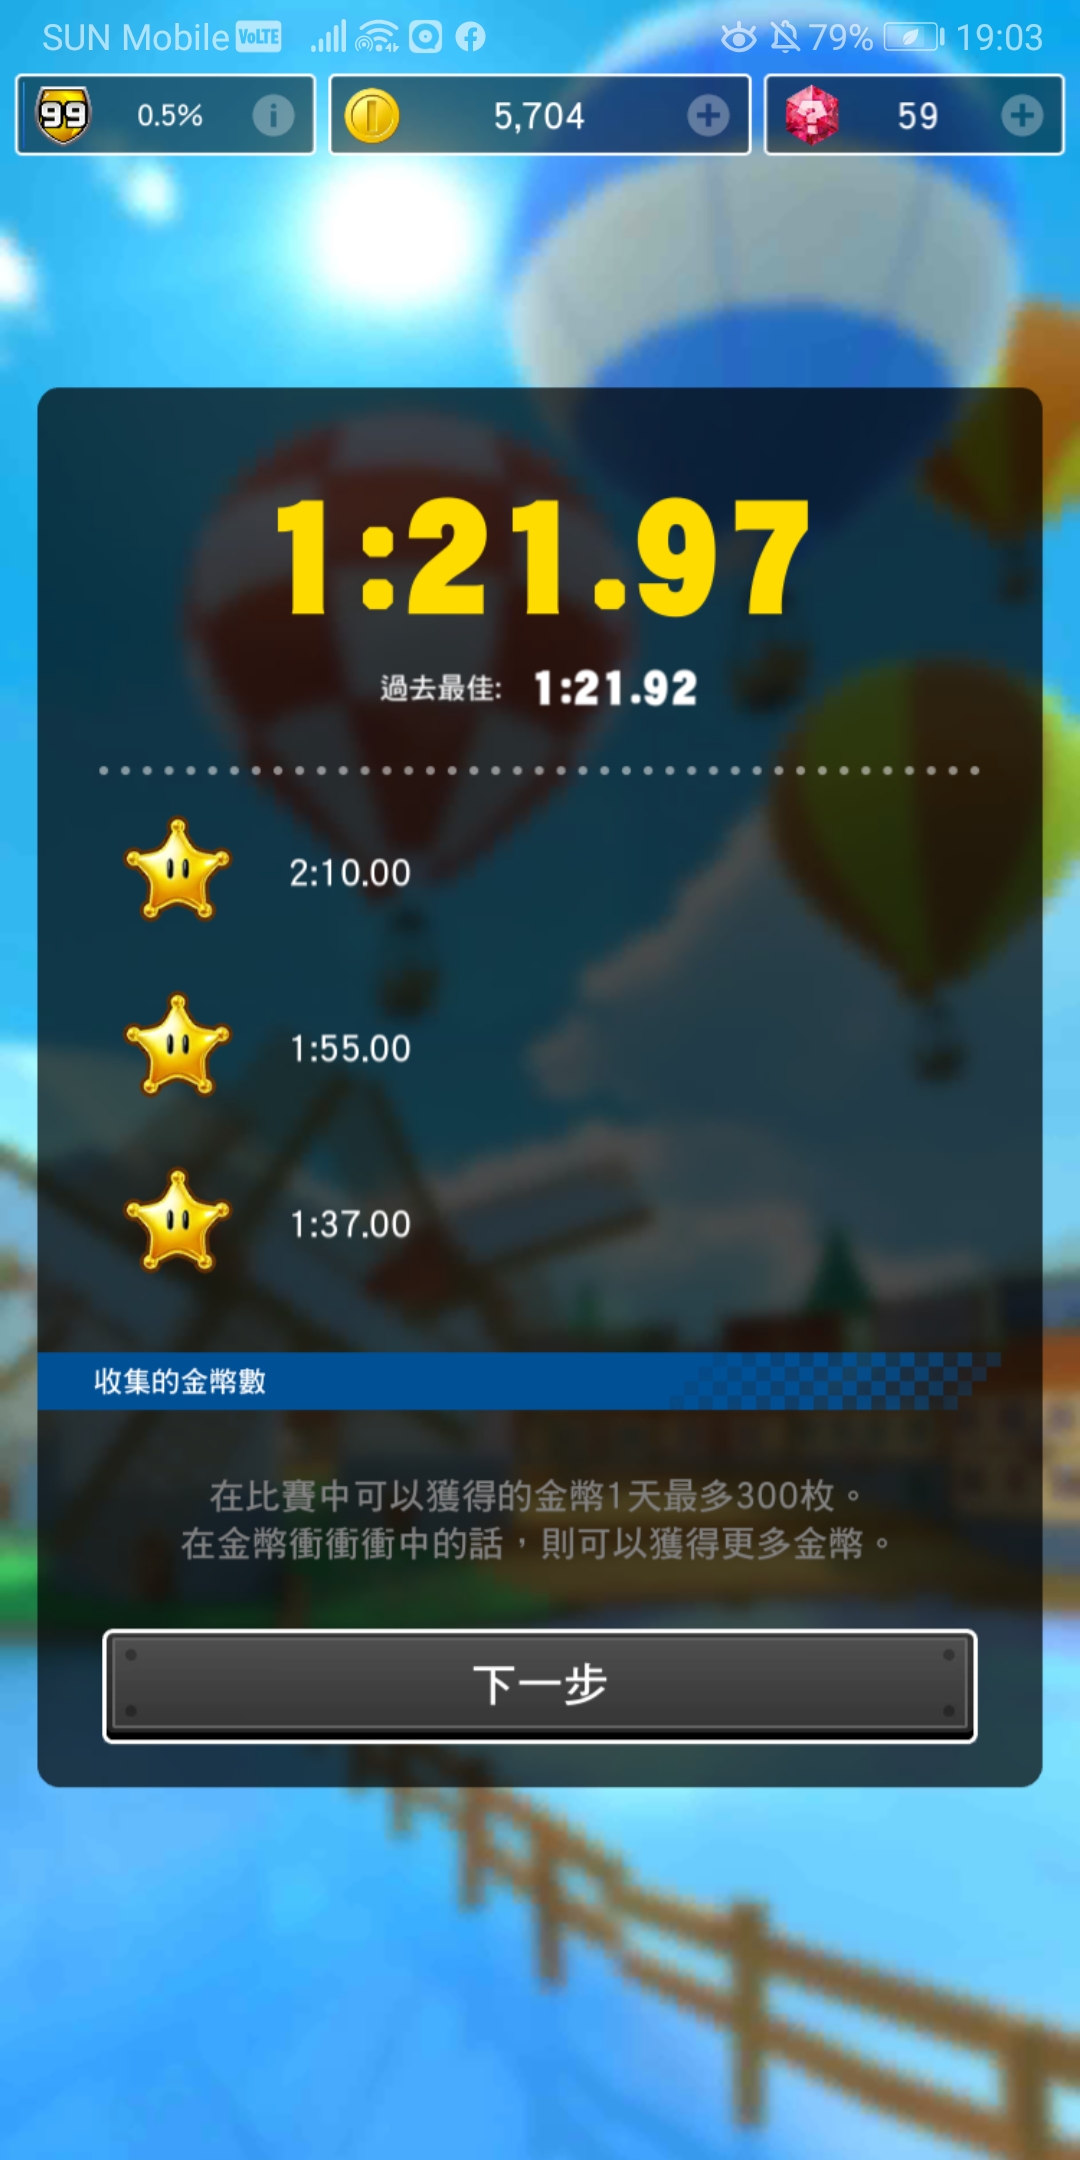 SUN Mobile VoLTE 79% 19:03
99 0.5% i 5,704 + ? 59 +
1:21.97
過去最佳: 1:21.92
2:10.00
1:55.00
1:37.00
收集的金幣數
在比賽中可以獲得的金幣1天最多300枚。
在金幣衝衝衝中的話，則可以獲得更多金幣。
下一步